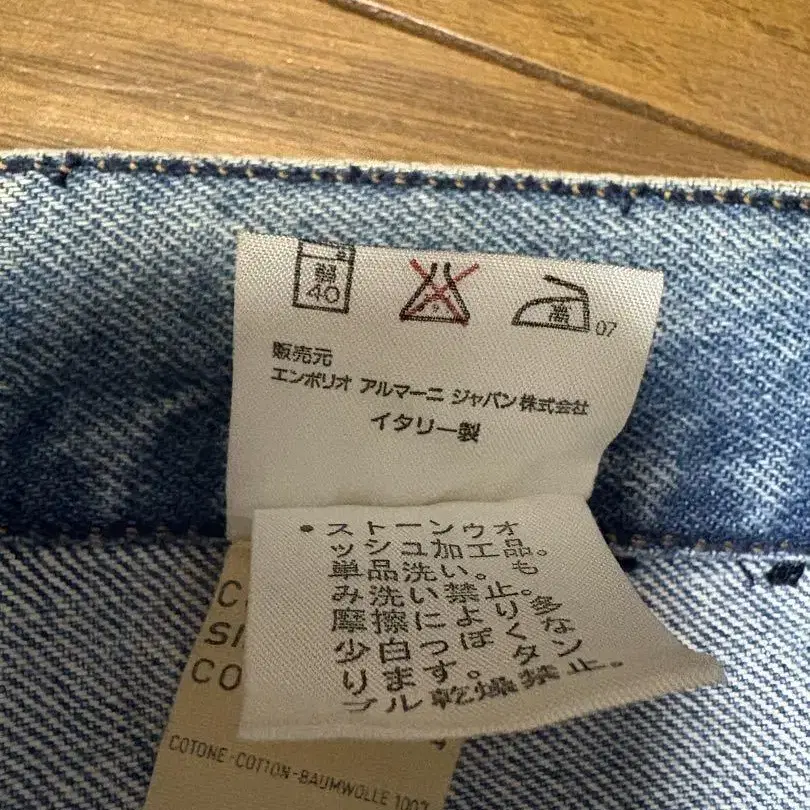 弱
40
高
07
販売元
エンポリオ アルマーニ ジャパン株式会社
イタリー製
• ストーンウオ
ッシュ加工品。
単品洗い。も
み洗い禁止。
摩擦により多
少白っぽくな
ります。タン
ブル乾燥禁止。
COTONE-COTTON-BAUMWOLLE 100%